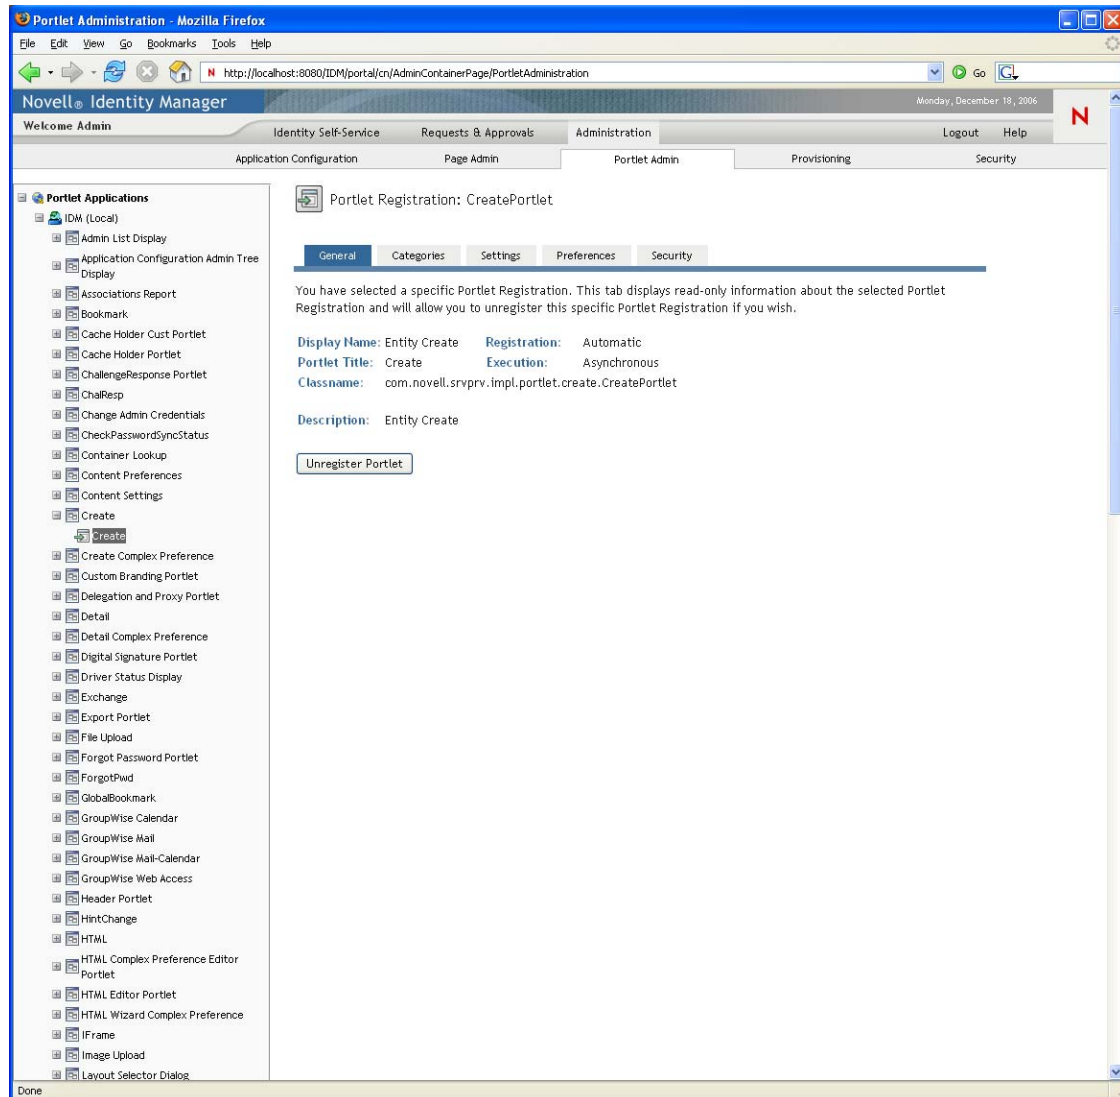 Portlet Administration - Mozilla Firefox
File Edit View Go Bookmarks Tools Help
N http://localhost:8080/IDM/portal/cn/AdminContainerPage/PortletAdministration Go G
Novell® Identity Manager Monday, December 18, 2006
N
Welcome Admin Identity Self-Service Requests & Approvals Administration Logout Help
Application Configuration Page Admin Portlet Admin Provisioning Security
Portlet Applications
IDM (Local)
Admin List Display
Application Configuration Admin Tree
Display
Associations Report
Bookmark
Cache Holder Cust Portlet
Cache Holder Portlet
ChallengeResponse Portlet
ChalResp
Change Admin Credentials
CheckPasswordSyncStatus
Container Lookup
Content Preferences
Content Settings
Create
Create
Create Complex Preference
Custom Branding Portlet
Delegation and Proxy Portlet
Detail
Detail Complex Preference
Digital Signature Portlet
Driver Status Display
Exchange
Export Portlet
File Upload
Forgot Password Portlet
ForgotPwd
GlobalBookmark
GroupWise Calendar
GroupWise Mail
GroupWise Mail-Calendar
GroupWise Web Access
Header Portlet
HintChange
HTML
HTML Complex Preference Editor
Portlet
HTML Editor Portlet
HTML Wizard Complex Preference
IFrame
Image Upload
Layout Selector Dialog
Portlet Registration: CreatePortlet
General Categories Settings Preferences Security
You have selected a specific Portlet Registration. This tab displays read-only information about the selected Portlet
Registration and will allow you to unregister this specific Portlet Registration if you wish.
Display Name: Entity Create Registration: Automatic
Portlet Title: Create Execution: Asynchronous
Classname: com.novell.srvprv.impl.portlet.create.CreatePortlet
Description: Entity Create
Unregister Portlet
Done